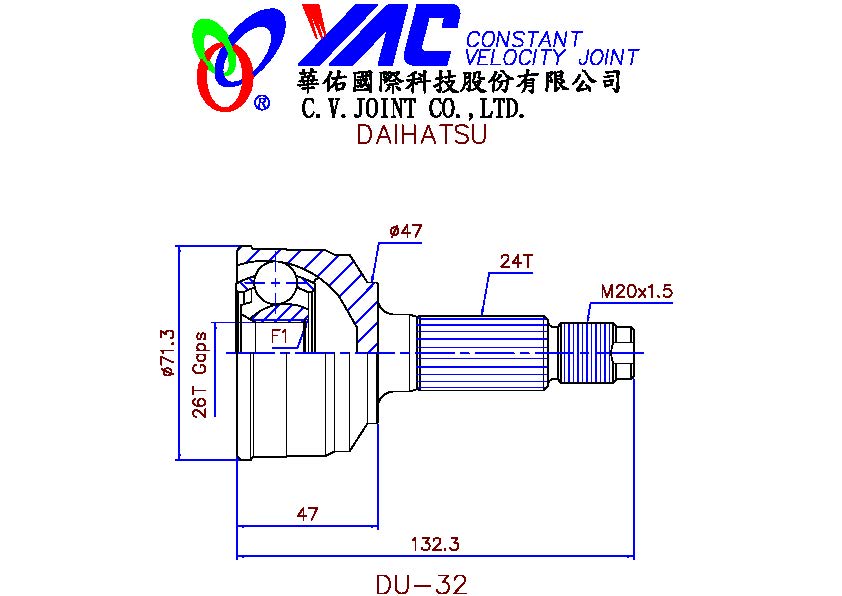 YAC CONSTANT
VELOCITY JOINT
®
華佑國際科技股份有限公司
C.V.JOINT CO.,LTD.
DAIHATSU
ø47
24T
M20x1.5
F1
ø71.3
26T Gaps
47
132.3
DU-32